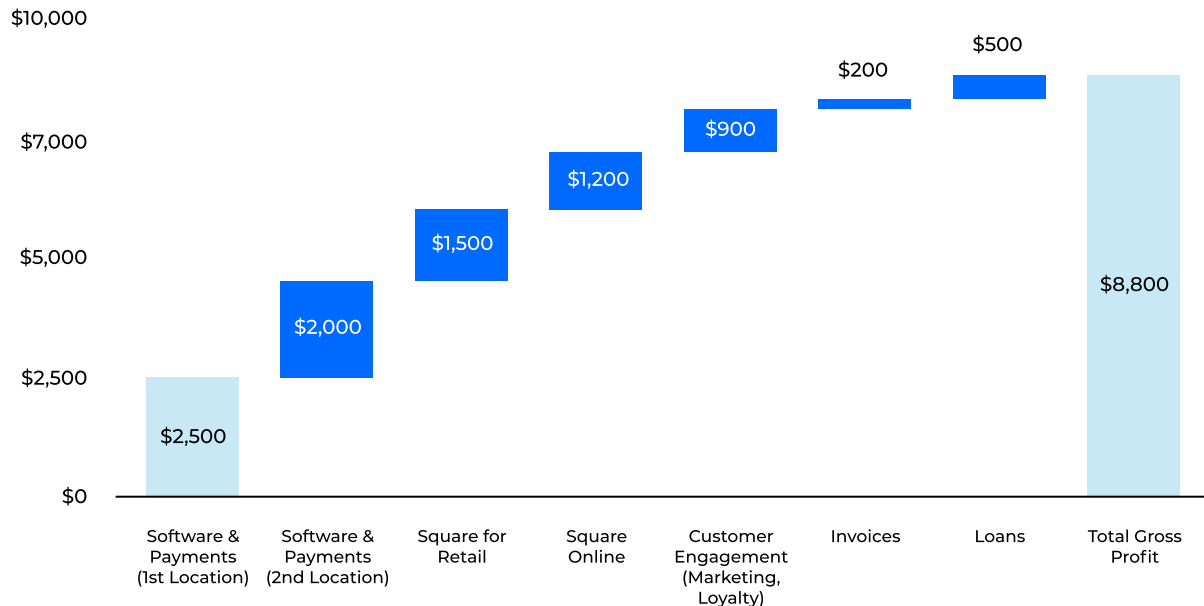 $10,000
$7,000
$5,000
$2,500
$0
$2,500
$2,000
$1,500
$1,200
$900
$200
$500
$8,800
Software &
Payments
(1st Location)
Software &
Payments
(2nd Location)
Square for
Retail
Square
Online
Customer
Engagement
(Marketing,
Loyalty)
Invoices
Loans
Total Gross
Profit